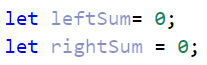 let leftSum= 0;
let rightSum = 0;